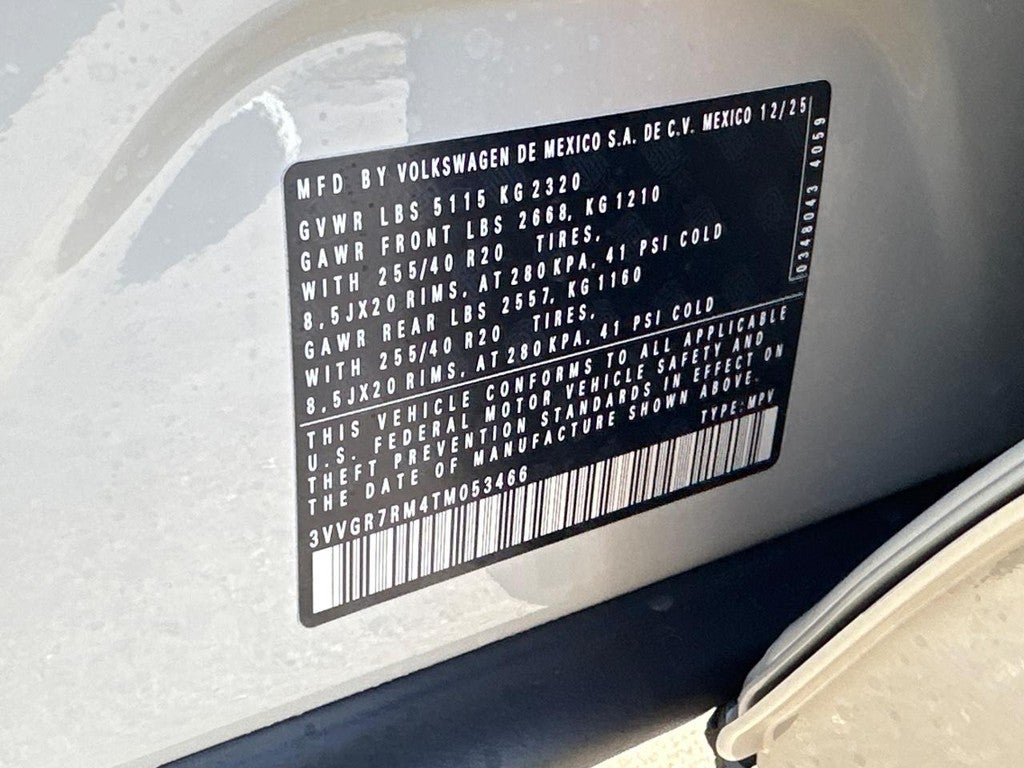 MFD BY VOLKSWAGEN DE MEXICO S.A. DE C.V. MEXICO 12/25
GVWR LBS 5115 KG 2320
GAWR FRONT LBS 2668, KG 1210
WITH 255/40 R20 TIRES,
8,5JX20 RIMS, AT 280 KPA, 41 PSI COLD
GAWR REAR LBS 2557, KG 1160
WITH 255/40 R20 TIRES,
8,5JX20 RIMS, AT 280KPA, 41 PSI COLD
THIS VEHICLE CONFORMS TO ALL APPLICABLE
U.S. FEDERAL MOTOR VEHICLE SAFETY AND
THEFT PREVENTION STANDARDS IN EFFECT ON
THE DATE OF MANUFACTURE SHOWN ABOVE.
TYPE: MPV
3VVGR7RM4TM053466
0348043 4059